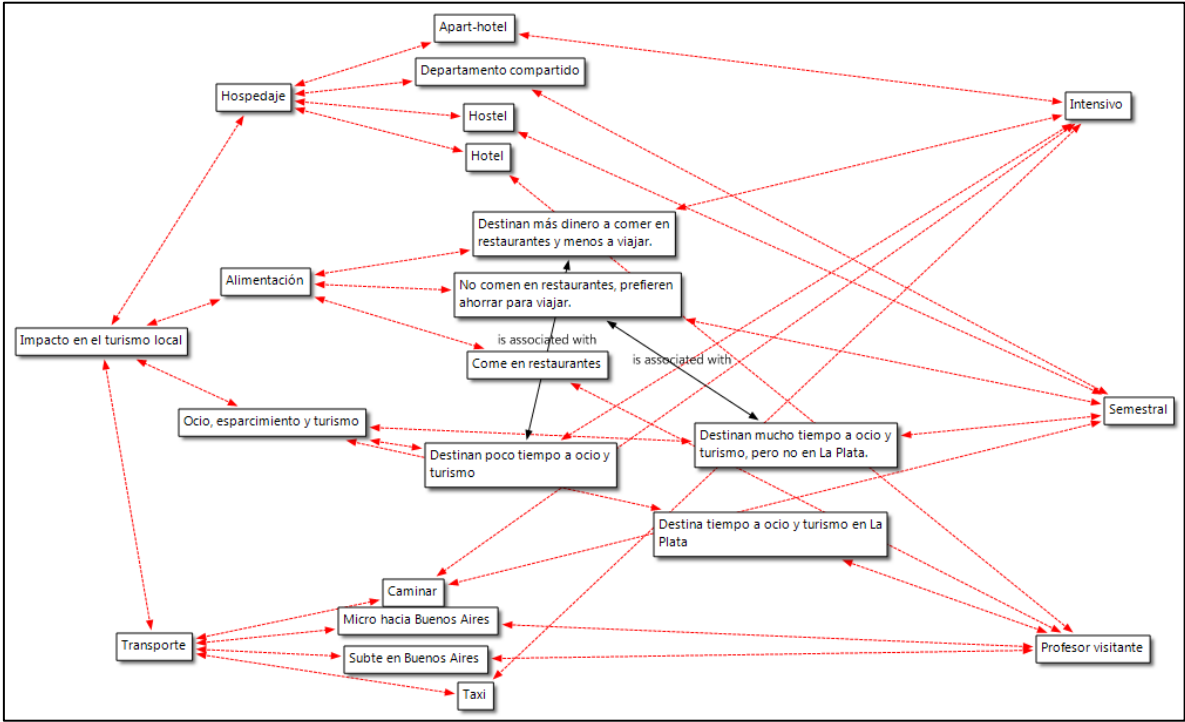 Apart-hotel
Departamento compartido
Hospedaje
Hostel
Hotel
Intensivo
Destinan más dinero a comer en
restaurantes y menos a viajar.
Alimentación
No comen en restaurantes, prefieren
ahorrar para viajar.
Impacto en el turismo local
is associated with
is associated with
Come en restaurantes
Semestral
Ocio, esparcimiento y turismo
Destinan poco tiempo a ocio y
turismo
Destinan mucho tiempo a ocio y
turismo, pero no en La Plata.
Destina tiempo a ocio y turismo en La
Plata
Caminar
Micro hacia Buenos Aires
Transporte
Subte en Buenos Aires
Taxi
Profesor visitante